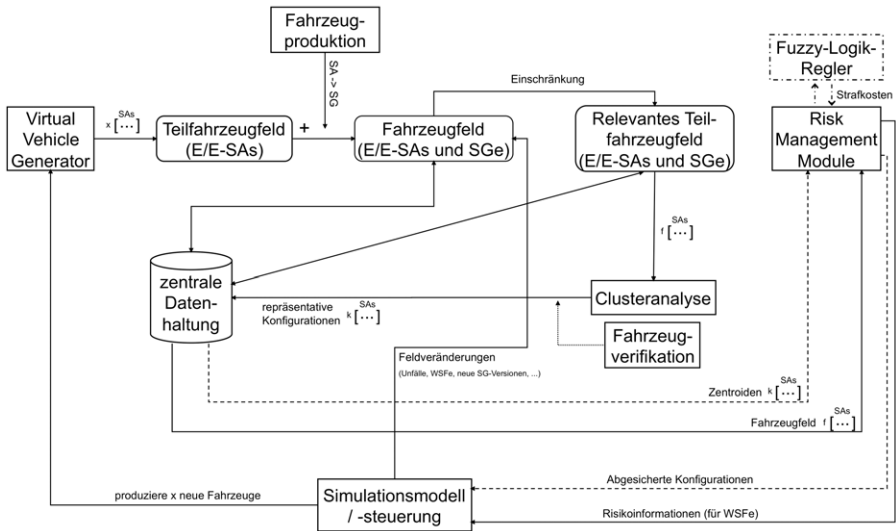 Fahrzeug-
produktion
SA -> SG
Fuzzy-Logik-
Regler
Strafkosten
Einschränkung
Virtual
Vehicle
Generator
SAs
x [...]
Teilfahrzeugfeld
(E/E-SAs)
+
Fahrzeugfeld
(E/E-SAs und SGe)
Relevantes Teil-
fahrzeugfeld
(E/E-SAs und SGe)
Risk
Management
Module
SAs
f [...]
zentrale
Daten-
haltung
repräsentative
Konfigurationen
SAs
k [...]
Clusteranalyse
Fahrzeug-
verifikation
Feldveränderungen
(Unfälle, WSFe, neue SG-Versionen, ...)
SAs
Zentroiden k [...]
SAs
Fahrzeugfeld f [...]
Abgesicherte Konfigurationen
produziere x neue Fahrzeuge
Simulationsmodell
/ -steuerung
Risikoinformationen (für WSFe)